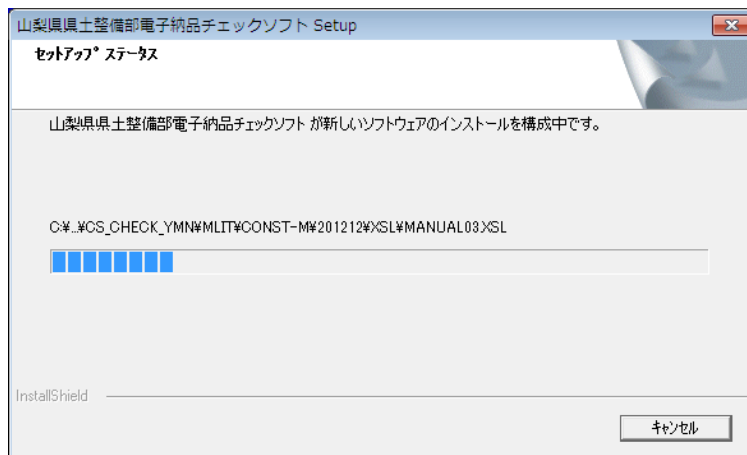 山梨県県土整備部電子納品チェックソフト Setup
ｾｯﾄｱｯﾌﾟ ｽﾃｰﾀｽ
山梨県県土整備部電子納品チェックソフト が新しいソフトウェアのインストールを構成中です。
C:¥...¥CS_CHECK_YMN¥MLIT¥CONST-M¥201212¥XSL¥MANUAL03.XSL
InstallShield
ｷｬﾝｾﾙ